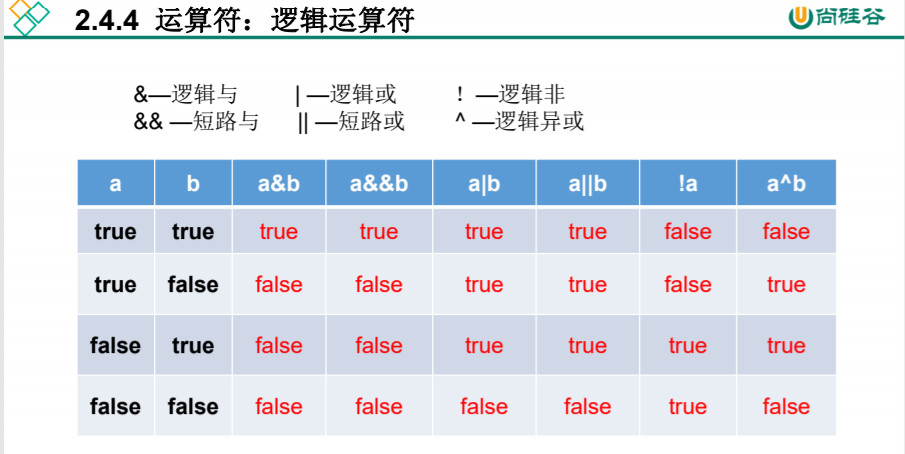 2.4.4 运算符：逻辑运算符
尚硅谷
&—逻辑与 | —逻辑或 ！—逻辑非
&& —短路与 || —短路或 ^ —逻辑异或
a b a&b a&&b a|b a||b !a a^b
true true true true true true false false
true false false false true true false true
false true false false true true true true
false false false false false false true false